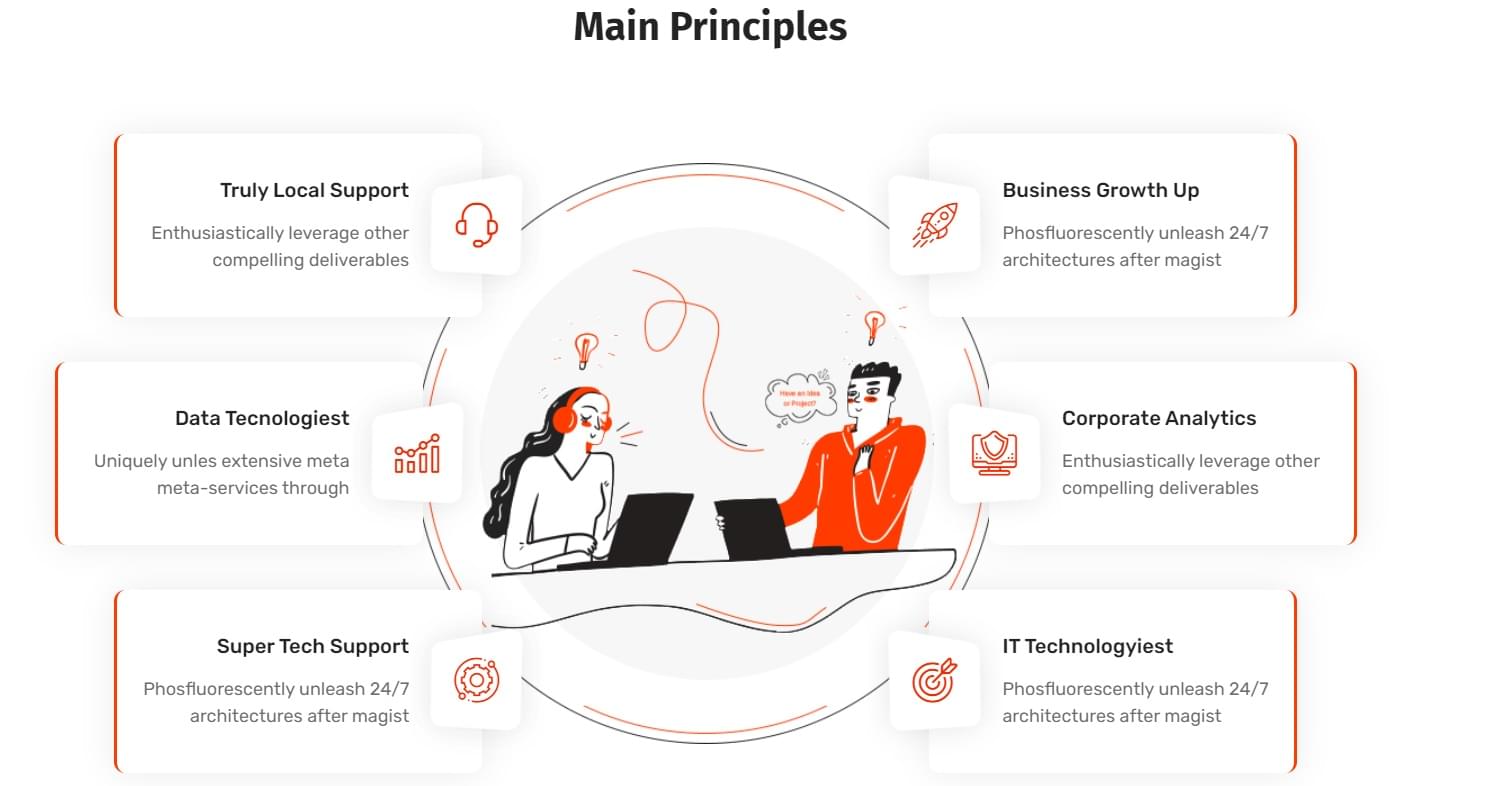 Main Principles
Truly Local Support
Enthusiastically leverage other
compelling deliverables
Business Growth Up
Phosfluorescently unleash 24/7
architectures after magist
Data Tecnologiest
Uniquely unles extensive meta
meta-services through
Have an Idea
or Project?
Corporate Analytics
Enthusiastically leverage other
compelling deliverables
Super Tech Support
Phosfluorescently unleash 24/7
architectures after magist
IT Technologyiest
Phosfluorescently unleash 24/7
architectures after magist